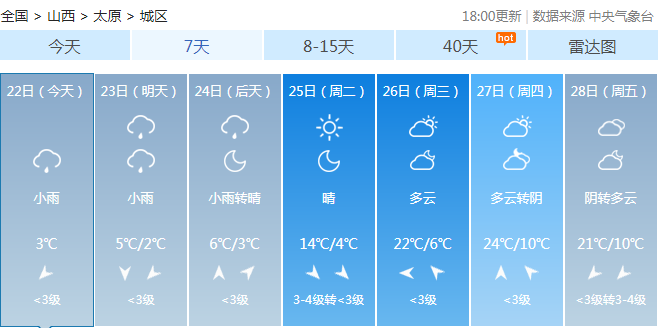 全国 > 山西 > 太原 > 城区
18:00更新 | 数据来源 中央气象台
今天 7天 8-15天 40天 hot 雷达图
22日（今天） 23日（明天） 24日（后天） 25日（周二） 26日（周三） 27日（周四） 28日（周五）
小雨 小雨 小雨转晴 晴 多云 多云转阴 阴转多云
3℃ 5℃/2℃ 6℃/3℃ 14℃/4℃ 22℃/6℃ 24℃/10℃ 21℃/10℃
<3级 <3级 <3级 3-4级转<3级 <3级 <3级 <3级转3-4级